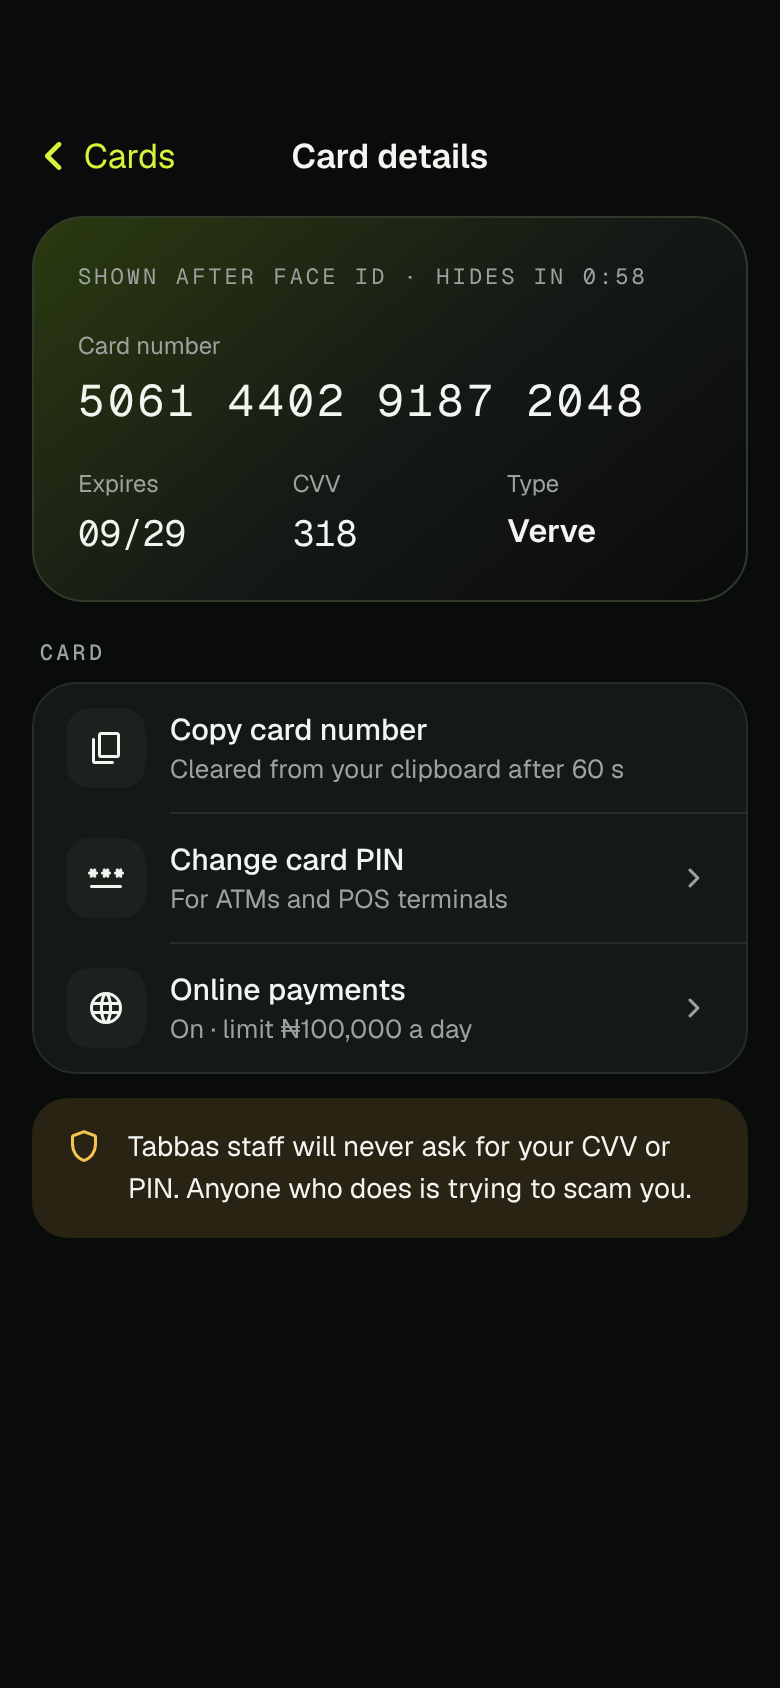 Cards
Card details
SHOWN AFTER FACE ID · HIDES IN 0:58
Card number
5061 4402 9187 2048
Expires CVV Type
09/29 318 Verve
CARD
Copy card number
Cleared from your clipboard after 60 s
Change card PIN
For ATMs and POS terminals
Online payments
On · limit ₦100,000 a day
Tabbas staff will never ask for your CVV or
PIN. Anyone who does is trying to scam you.